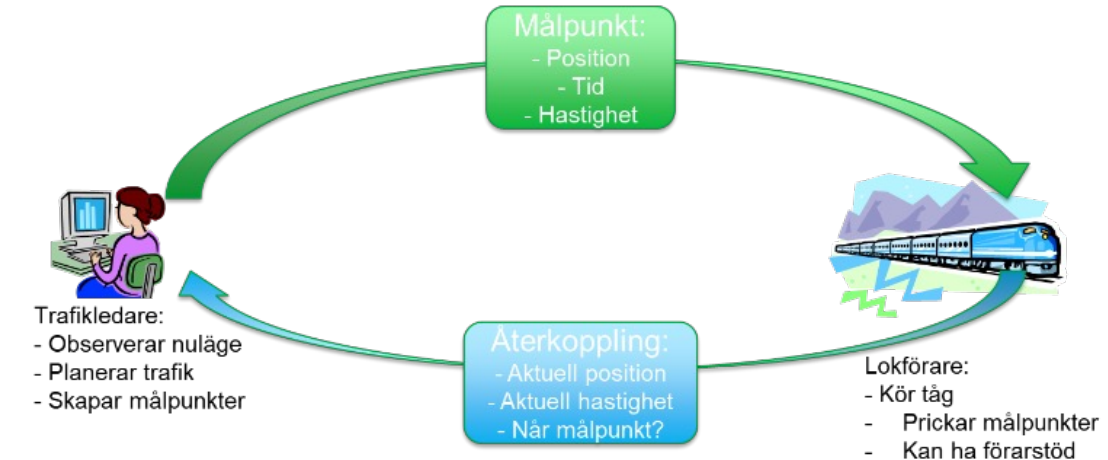 Målpunkt:
- Position
- Tid
- Hastighet
Trafikledare:
- Observerar nuläge
- Planerar trafik
- Skapar målpunkter
Återkoppling:
- Aktuell position
- Aktuell hastighet
- Når målpunkt?
Lokförare:
- Kör tåg
- Prickar målpunkter
- Kan ha förarstöd